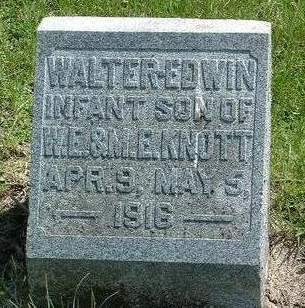 WALTER-EDWIN
INFANT SON OF
W.E.&M.E.KNOTT
APR.9, MAY.5
— 1916 —